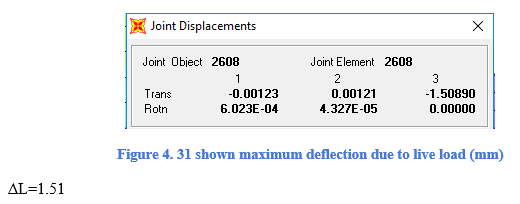 Joint Displacements
Joint Object 2608 Joint Element 2608
1 2 3
Trans -0.00123 0.00121 -1.50890
Rotn 6.023E-04 4.327E-05 0.00000
Figure 4. 31 shown maximum deflection due to live load (mm)
ΔL=1.51